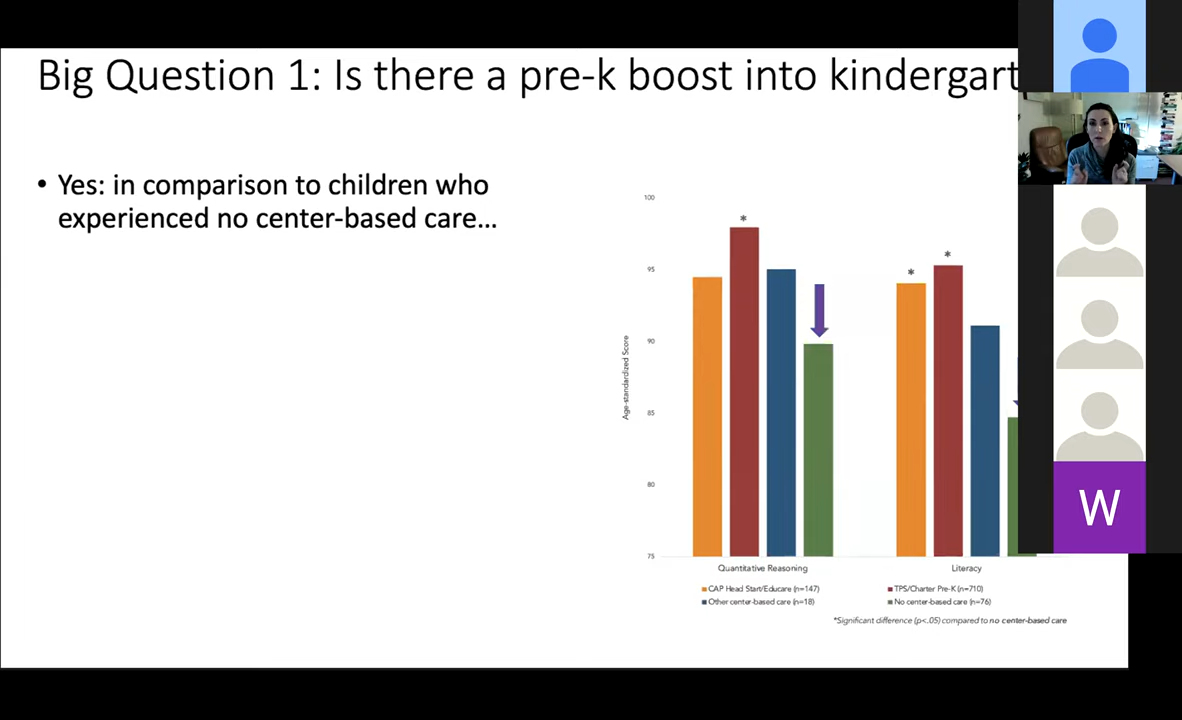 Big Question 1: Is there a pre-k boost into kindergart
• Yes: in comparison to children who
experienced no center-based care…
100
95
90
85
80
75
Age-standardized Score
*
*
*
Quantitative Reasoning
Literacy
CAP Head Start/Educare (n=147)
TPS/Charter Pre-K (n=710)
Other center-based care (n=18)
No center-based care (n=76)
*Significant difference (p<.05) compared to no center-based care
W